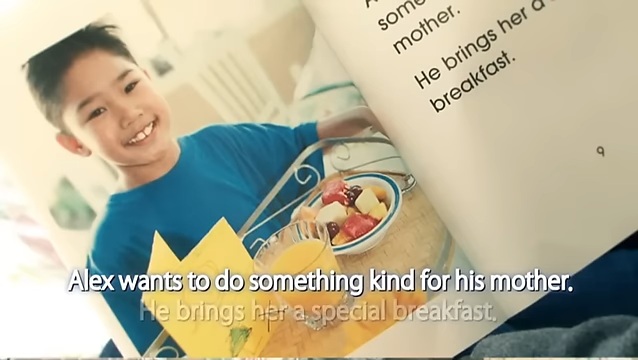 A
some
mother.
He brings her a
breakfast.
9
Alex wants to do something kind for his mother.
He brings her a special breakfast.